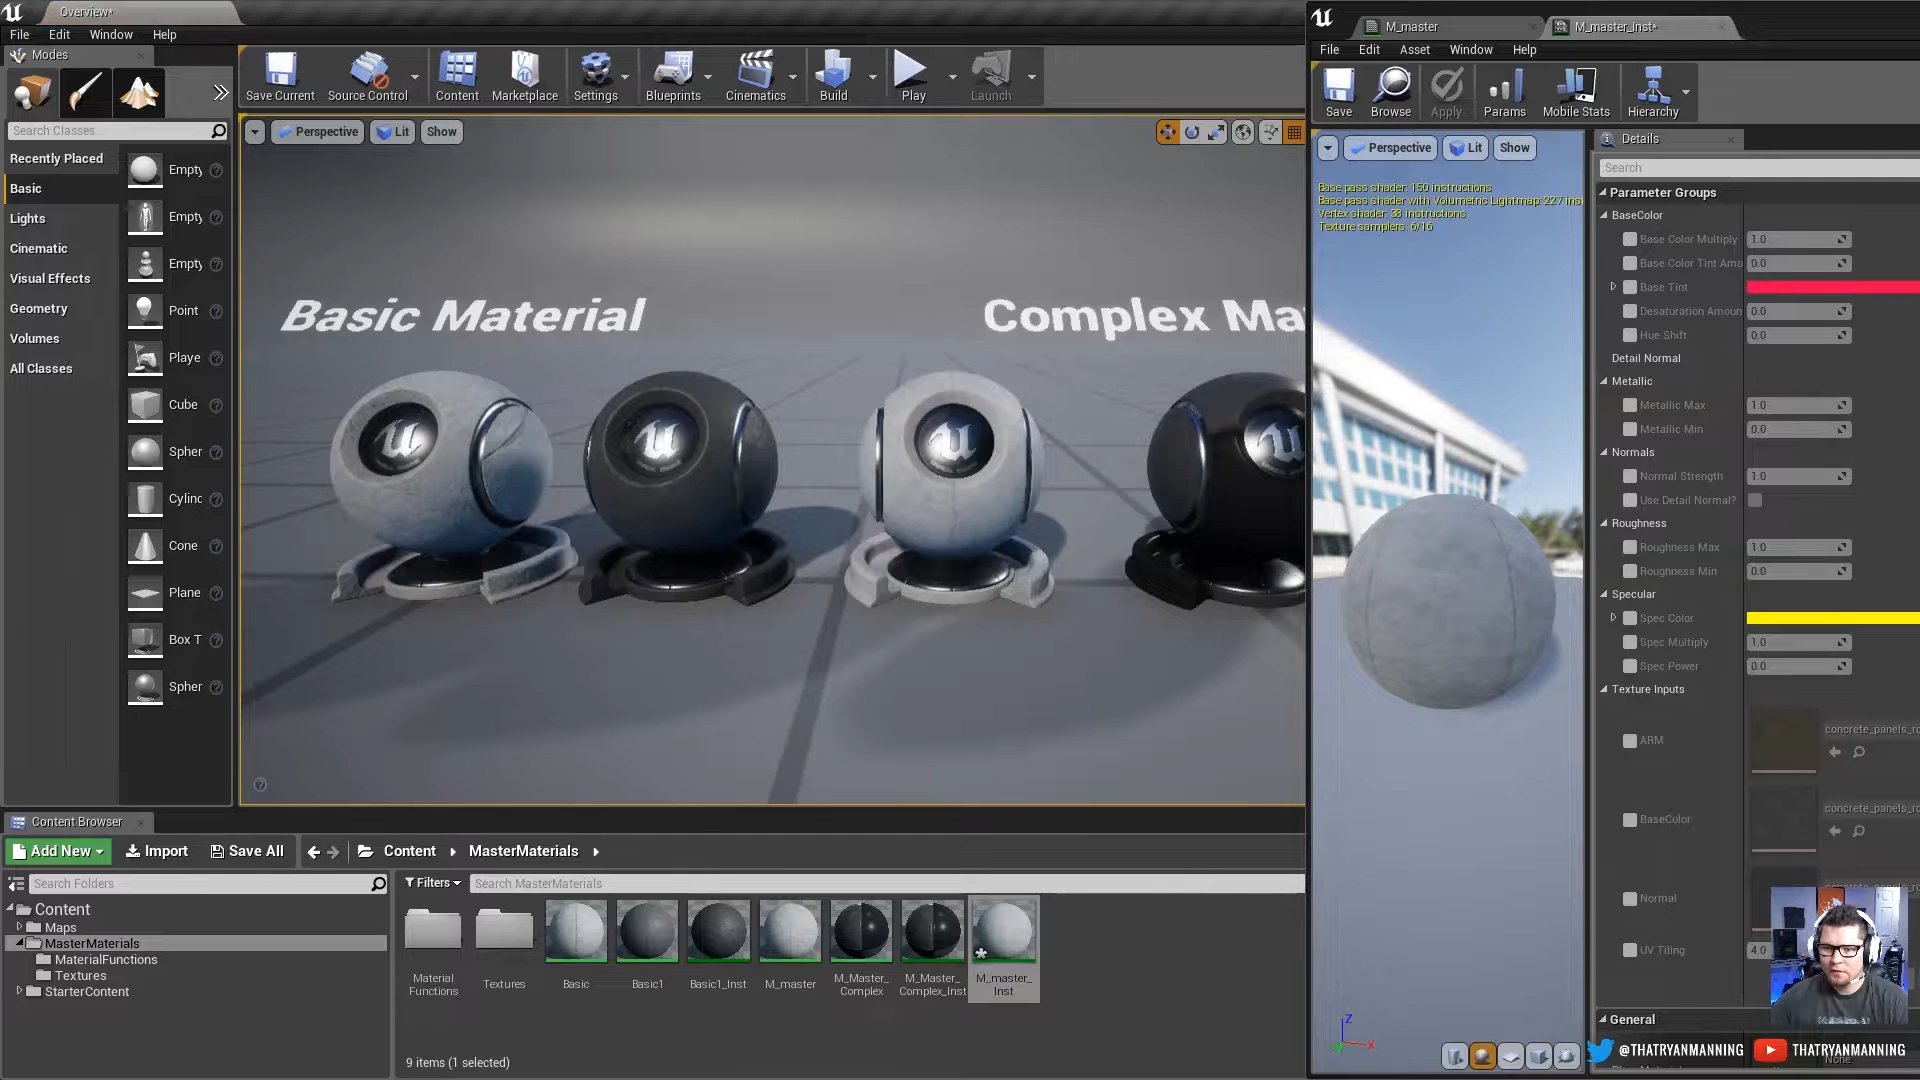 Overview*
File Edit Window Help
Modes
Search Classes
Recently Placed
Basic
Lights
Cinematic
Visual Effects
Geometry
Volumes
All Classes
Empty
Empty
Empty
Point
Playe
Cube
Spher
Cylinc
Cone
Plane
Box T
Spher
Save Current
Source Control
Content
Marketplace
Settings
Blueprints
Cinematics
Build
Play
Launch
Perspective
Lit
Show
Basic Material
Complex Ma
M_master
M_master_Inst*
File Edit Asset Window Help
Save
Browse
Apply
Params
Mobile Stats
Hierarchy
Perspective
Lit
Show
Base pass shader: 150 instructions
Base pass shader with Volumetric Lightmap: 227 inst
Vertex shader: 38 instructions
Texture samplers: 6/16
Details
Search
Parameter Groups
BaseColor
Base Color Multiply 1.0
Base Color Tint Amo 0.0
Base Tint
Desaturation Amoun 0.0
Hue Shift 0.0
Detail Normal
Metallic
Metallic Max 1.0
Metallic Min 0.0
Normals
Normal Strength 1.0
Use Detail Normal?
Roughness
Roughness Max 1.0
Roughness Min 0.0
Specular
Spec Color
Spec Multiply 1.0
Spec Power 0.0
Texture Inputs
ARM concrete_panels_ro
BaseColor concrete_panels_ro
Normal
UV Tiling 4.0
General
None
Z
X
@THATRYANMANNING
THATRYANMANNING
Content Browser
Add New
Import
Save All
Content
MasterMaterials
Search Folders
Filters
Search MasterMaterials
Content
Maps
MasterMaterials
MaterialFunctions
Textures
StarterContent
Material
Functions
Textures
Basic
Basic1
Basic1_Inst
M_master
M_Master_
Complex
M_Master_
Complex_Inst
M_master_
Inst
9 items (1 selected)